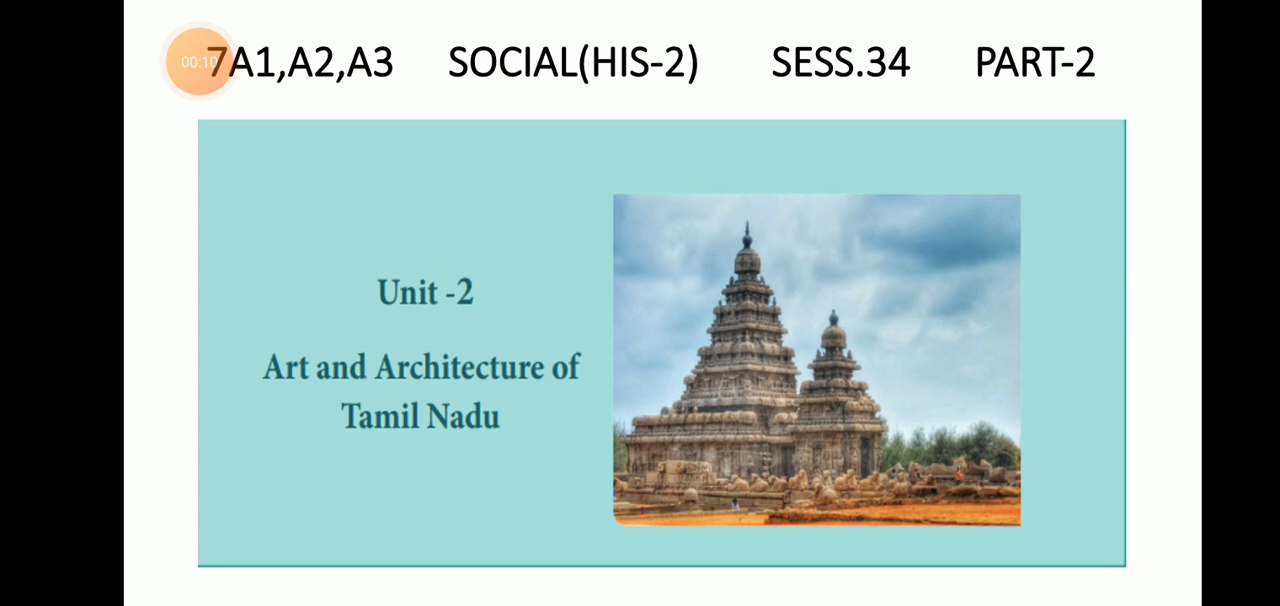 00:10
7A1,A2,A3 SOCIAL(HIS-2) SESS.34 PART-2
Unit -2
Art and Architecture of
Tamil Nadu